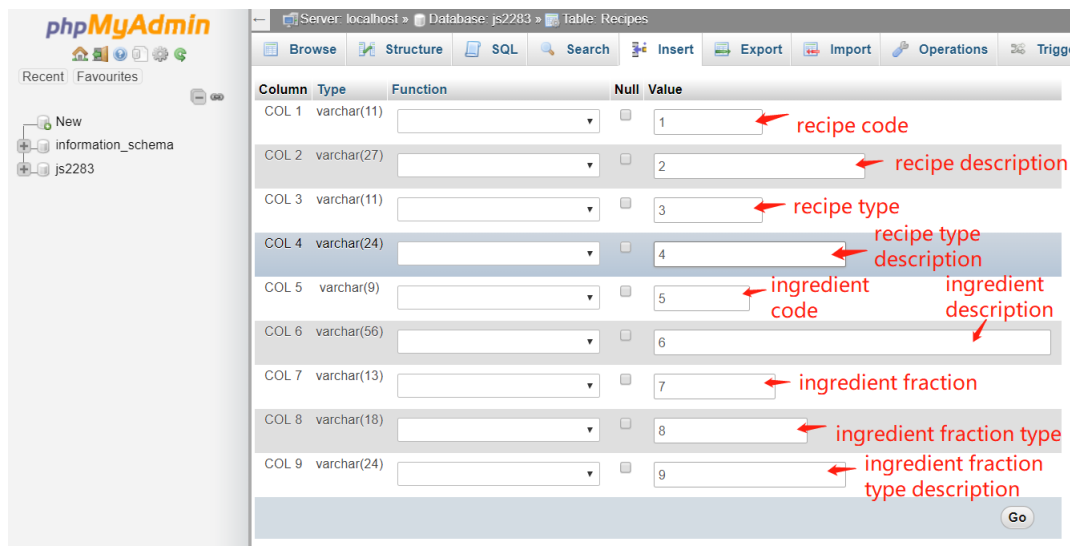 phpMyAdmin
Recent Favourites
New
information_schema
js2283
← Server: localhost » Database: js2283 » Table: Recipes
Browse Structure SQL Search Insert Export Import Operations
Column Type Function Null Value
COL 1 varchar(11) 1 recipe code
COL 2 varchar(27) 2 recipe description
COL 3 varchar(11) 3 recipe type
COL 4 varchar(24) 4 recipe type
description
COL 5 varchar(9) 5 ingredient
code
COL 6 varchar(56) 6 ingredient
description
COL 7 varchar(13) 7 ingredient fraction
COL 8 varchar(18) 8 ingredient fraction type
COL 9 varchar(24) 9 ingredient fraction
type description
Go